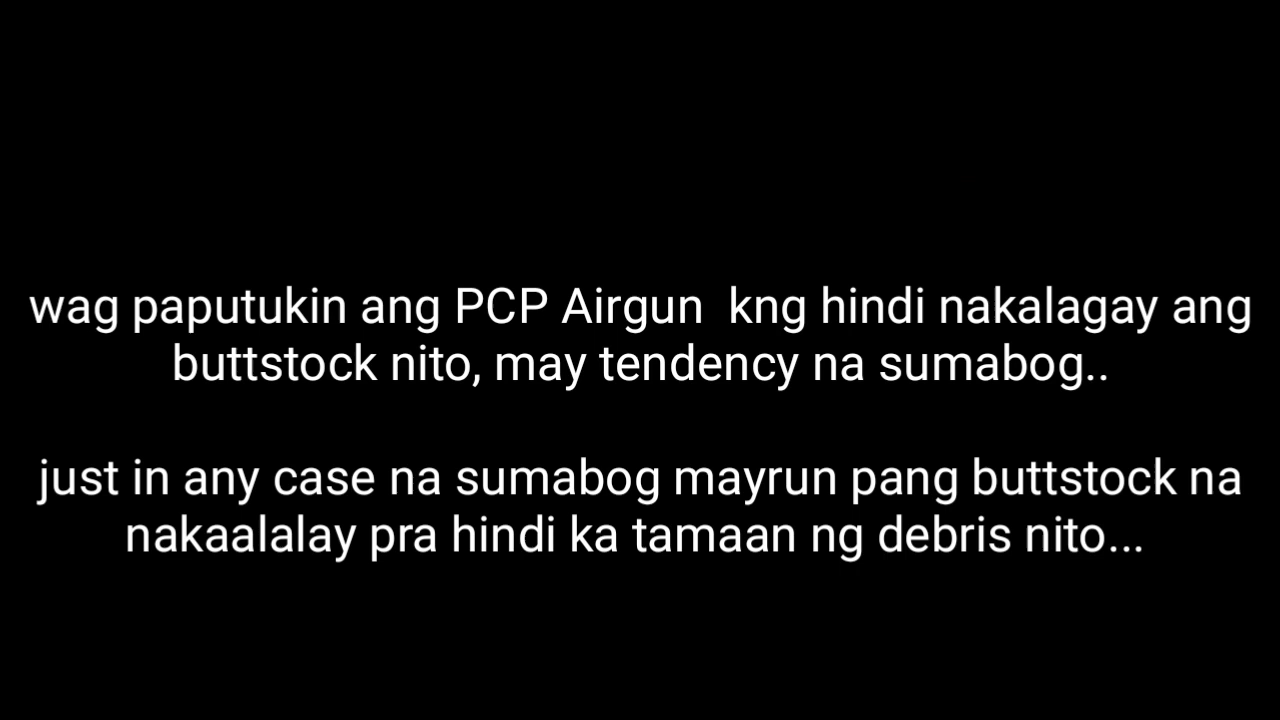 wag paputukin ang PCP Airgun  kng hindi nakalagay ang
buttstock nito, may tendency na sumabog..
just in any case na sumabog mayrun pang buttstock na
nakaalalay pra hindi ka tamaan ng debris nito...